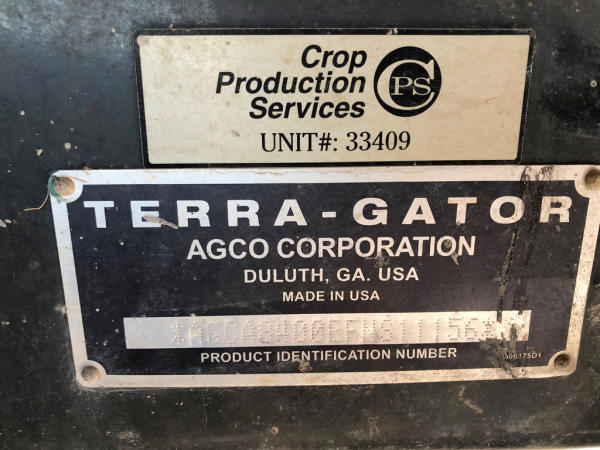 Crop
Production
Services
CPS
UNIT#: 33409
TERRA-GATOR
AGCO CORPORATION
DULUTH, GA. USA
MADE IN USA
PRODUCT IDENTIFICATION NUMBER